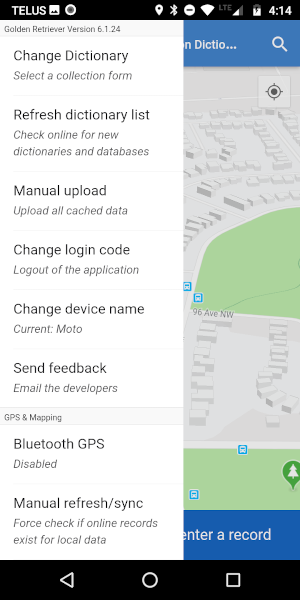 TELUS LTE 4:14
Golden Retriever Version 6.1.24
on Dictio...
Change Dictionary
Select a collection form
Refresh dictionary list
Check online for new
dictionaries and databases
Manual upload
Upload all cached data
Change login code
Logout of the application
Change device name
Current: Moto
Send feedback
Email the developers
GPS & Mapping
Bluetooth GPS
Disabled
Manual refresh/sync
Force check if online records
exist for local data
96 Ave NW
enter a record